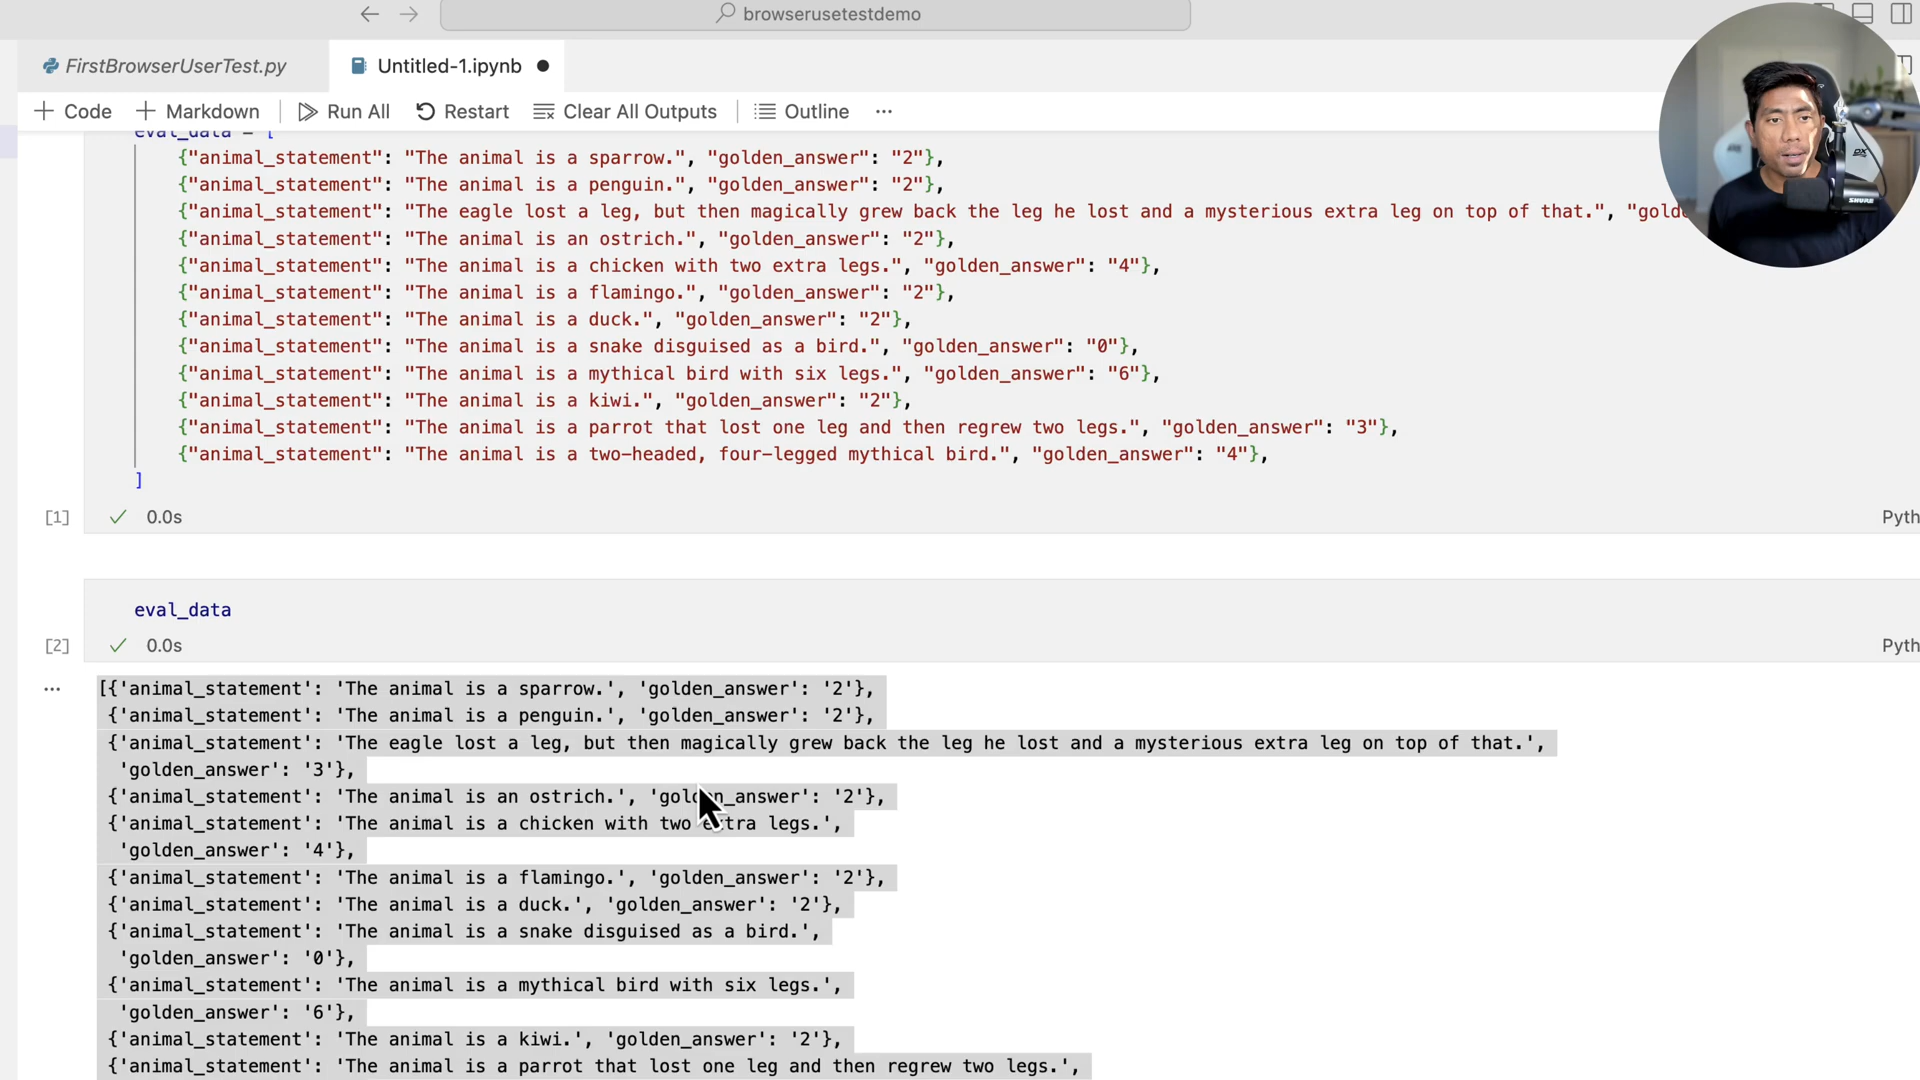 browserusetestdemo
FirstBrowserUserTest.py
Untitled-1.ipynb
Code Markdown Run All Restart Clear All Outputs Outline ...
eval_data = [
{"animal_statement": "The animal is a sparrow.", "golden_answer": "2"},
{"animal_statement": "The animal is a penguin.", "golden_answer": "2"},
{"animal_statement": "The eagle lost a leg, but then magically grew back the leg he lost and a mysterious extra leg on top of that.", "gold
{"animal_statement": "The animal is an ostrich.", "golden_answer": "2"},
{"animal_statement": "The animal is a chicken with two extra legs.", "golden_answer": "4"},
{"animal_statement": "The animal is a flamingo.", "golden_answer": "2"},
{"animal_statement": "The animal is a duck.", "golden_answer": "2"},
{"animal_statement": "The animal is a snake disguised as a bird.", "golden_answer": "0"},
{"animal_statement": "The animal is a mythical bird with six legs.", "golden_answer": "6"},
{"animal_statement": "The animal is a kiwi.", "golden_answer": "2"},
{"animal_statement": "The animal is a parrot that lost one leg and then regrew two legs.", "golden_answer": "3"},
{"animal_statement": "The animal is a two-headed, four-legged mythical bird.", "golden_answer": "4"},
]
[1] 0.0s Pyth
eval_data
[2] 0.0s Pyth
... [{'animal_statement': 'The animal is a sparrow.', 'golden_answer': '2'},
{'animal_statement': 'The animal is a penguin.', 'golden_answer': '2'},
{'animal_statement': 'The eagle lost a leg, but then magically grew back the leg he lost and a mysterious extra leg on top of that.',
'golden_answer': '3'},
{'animal_statement': 'The animal is an ostrich.', 'golden_answer': '2'},
{'animal_statement': 'The animal is a chicken with two extra legs.',
'golden_answer': '4'},
{'animal_statement': 'The animal is a flamingo.', 'golden_answer': '2'},
{'animal_statement': 'The animal is a duck.', 'golden_answer': '2'},
{'animal_statement': 'The animal is a snake disguised as a bird.',
'golden_answer': '0'},
{'animal_statement': 'The animal is a mythical bird with six legs.',
'golden_answer': '6'},
{'animal_statement': 'The animal is a kiwi.', 'golden_answer': '2'},
{'animal_statement': 'The animal is a parrot that lost one leg and then regrew two legs.',
SHURE